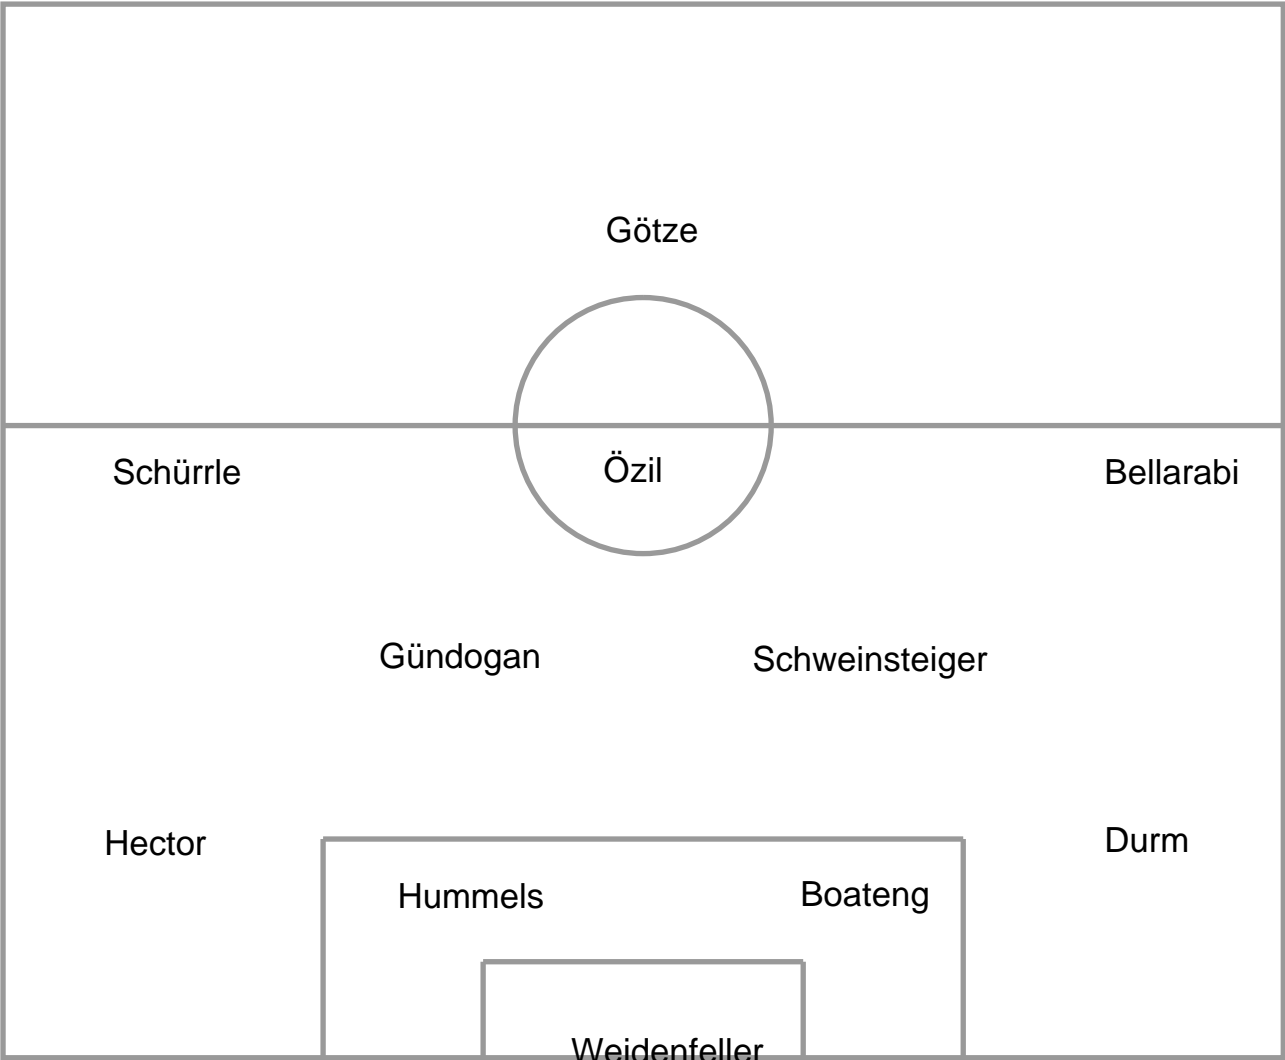 Götze
Schürrle Özil Bellarabi
Gündogan Schweinsteiger
Hector Durm
Hummels Boateng
Weidenfeller